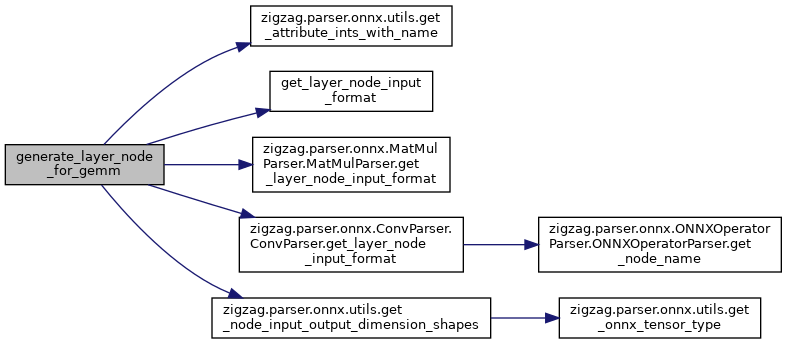 zigzag.parser.onnx.utils.get
_attribute_ints_with_name
get_layer_node_input
_format
generate_layer_node
_for_gemm
zigzag.parser.onnx.MatMul
Parser.MatMulParser.get
_layer_node_input_format
zigzag.parser.onnx.ConvParser.
ConvParser.get_layer_node
_input_format
zigzag.parser.onnx.ONNXOperator
Parser.ONNXOperatorParser.get
_node_name
zigzag.parser.onnx.utils.get
_node_input_output_dimension_shapes
zigzag.parser.onnx.utils.get
_onnx_tensor_type